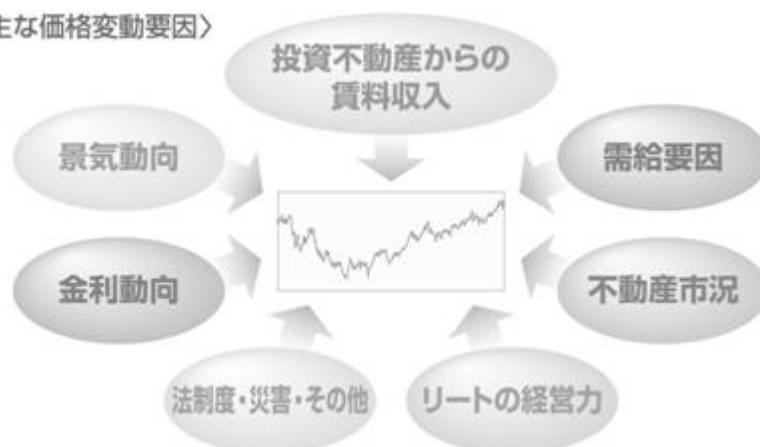 主な価格変動要因〉
投資不動産からの
賃料収入
景気動向
需給要因
金利動向
不動産市況
法制度・災害・その他
リートの経営力